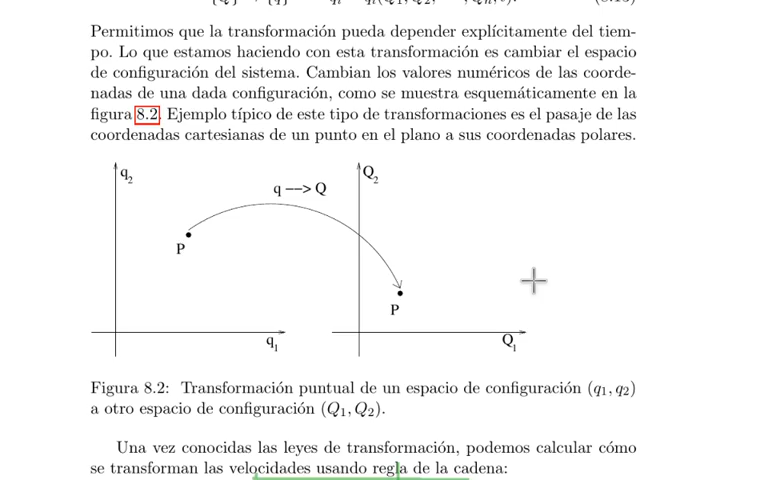 Permitimos que la transformación pueda depender explícitamente del tiem-
po. Lo que estamos haciendo con esta transformación es cambiar el espacio
de configuración del sistema. Cambian los valores numéricos de las coorde-
nadas de una dada configuración, como se muestra esquemáticamente en la
figura 8.2. Ejemplo típico de este tipo de transformaciones es el pasaje de las
coordenadas cartesianas de un punto en el plano a sus coordenadas polares.
q₂
Q₂
q —> Q
P
P
q₁
Q₁
Figura 8.2: Transformación puntual de un espacio de configuración (q₁, q₂)
a otro espacio de configuración (Q₁, Q₂).
Una vez conocidas las leyes de transformación, podemos calcular cómo
se transforman las velocidades usando regla de la cadena: